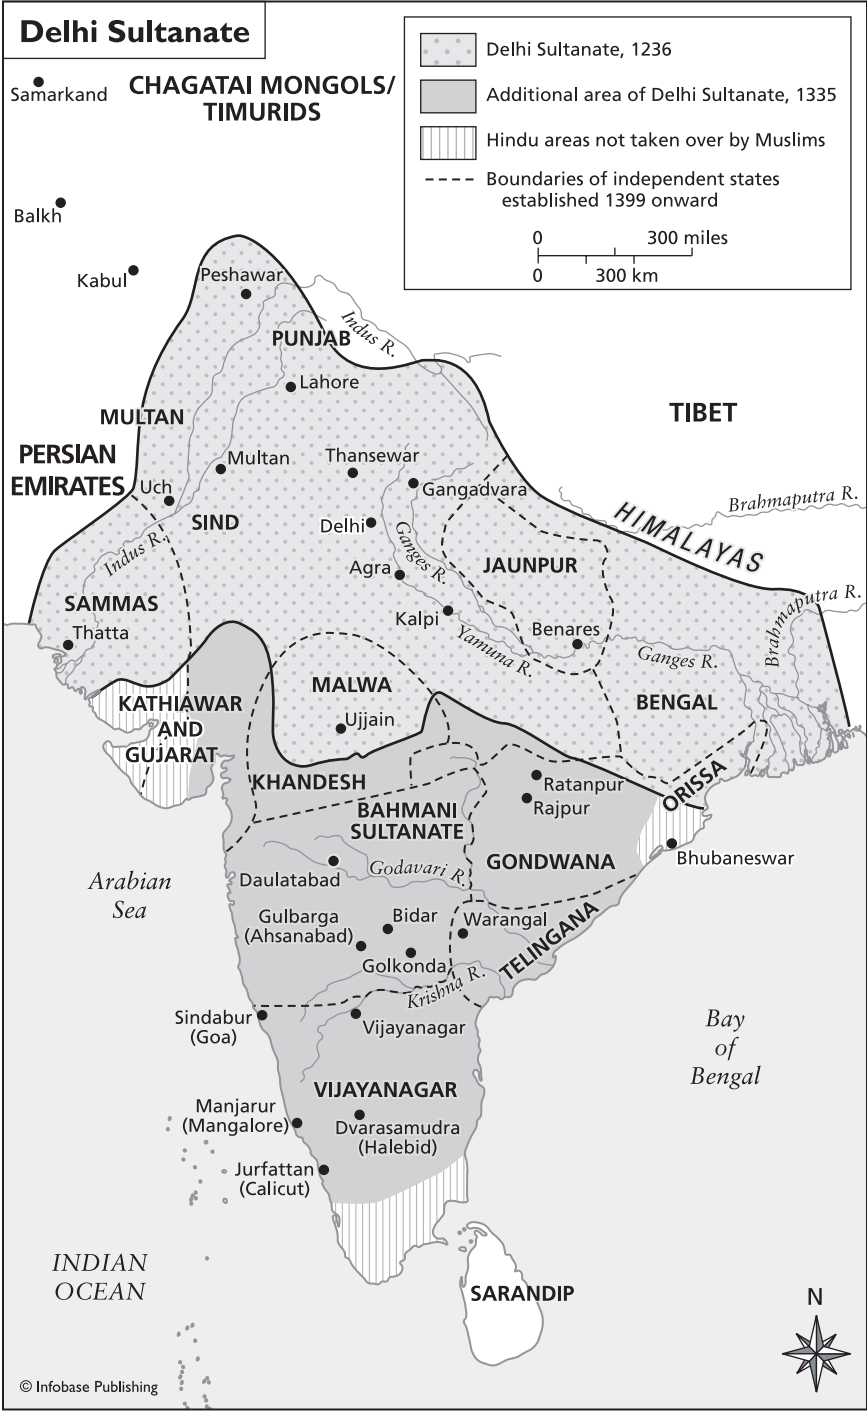 Delhi Sultanate
Delhi Sultanate, 1236
Additional area of Delhi Sultanate, 1335
Hindu areas not taken over by Muslims
Boundaries of independent states
established 1399 onward
0 300 miles
0 300 km
Samarkand
CHAGATAI MONGOLS/
TIMURIDS
Balkh
Kabul
Peshawar
Indus R.
PUNJAB
Lahore
MULTAN
TIBET
PERSIAN
EMIRATES
Multan
Thansewar
Uch
Gangadvara
Brahmaputra R.
SIND
Delhi
HIMALAYAS
Indus R.
Ganges R.
JAUNPUR
Agra
SAMMAS
Kalpi
Brahmaputra R.
Thatta
Benares
Yamuna R.
Ganges R.
MALWA
KATHIAWAR
AND
GUJARAT
BENGAL
Ujjain
KHANDESH
Ratanpur
ORISSA
Rajpur
BAHMANI
SULTANATE
GONDWANA
Bhubaneswar
Godavari R.
Daulatabad
Arabian
Sea
Gulbarga
(Ahsanabad)
Bidar
Warangal
TELINGANA
Golkonda
Krishna R.
Sindabur
(Goa)
Vijayanagar
Bay
of
Bengal
VIJAYANAGAR
Manjarur
(Mangalore)
Dvarasamudra
(Halebid)
Jurfattan
(Calicut)
INDIAN
OCEAN
SARANDIP
N
© Infobase Publishing